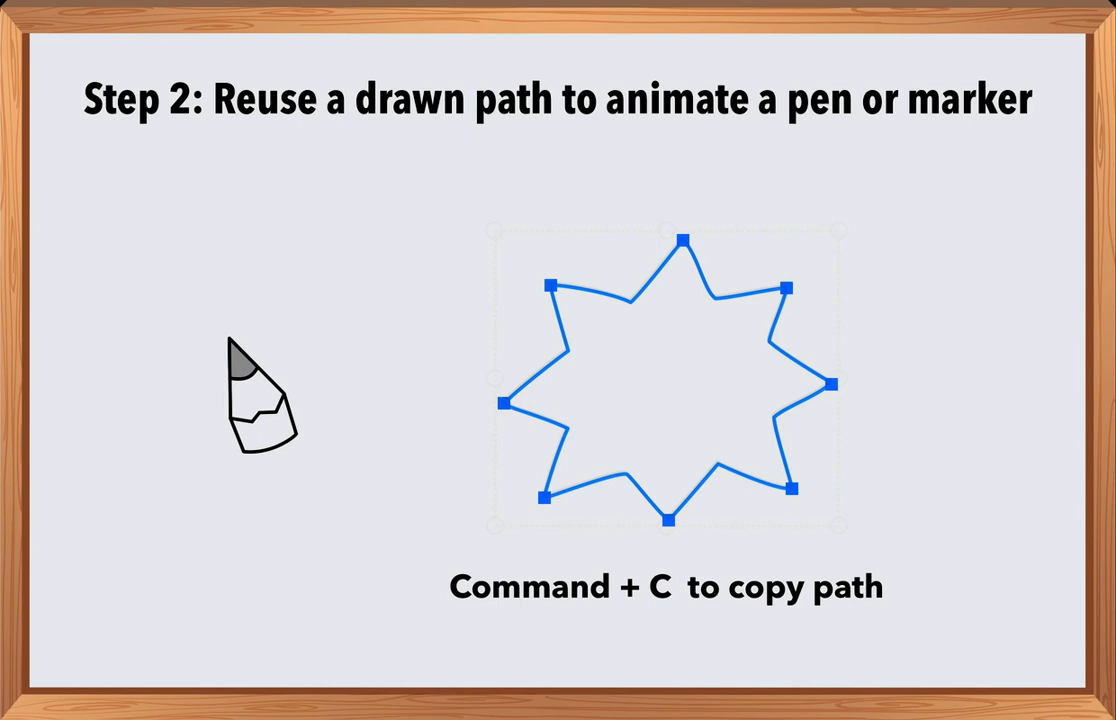 Step 2: Reuse a drawn path to animate a pen or marker
Command + C to copy path